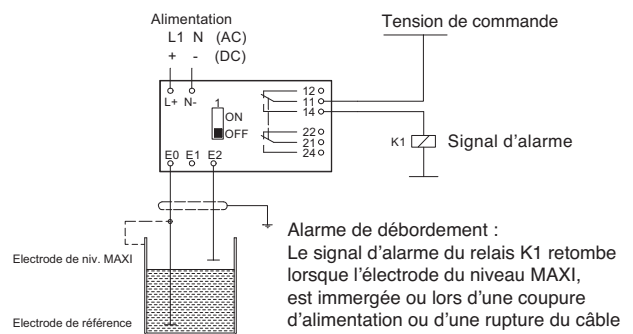 Alimentation
Tension de commande
L1 N (AC)
+ - (DC)
L+ N- 1
ON
OFF
12
11
14
22
21
24
K1 Signal d'alarme
E0 E1 E2
Alarme de débordement :
Le signal d'alarme du relais K1 retombe
lorsque l'électrode du niveau MAXI,
est immergée ou lors d'une coupure
d'alimentation ou d'une rupture du câble
Electrode de niv. MAXI
Electrode de référence